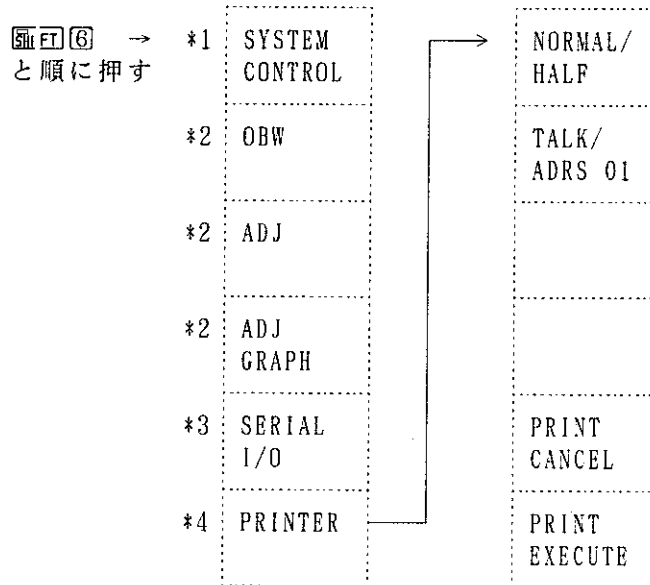 SHIFT 6 →
と順に押す
*1 SYSTEM
CONTROL
*2 OBW
*2 ADJ
*2 ADJ
GRAPH
*3 SERIAL
I/O
*4 PRINTER
NORMAL/
HALF
TALK/
ADRS 01
PRINT
CANCEL
PRINT
EXECUTE